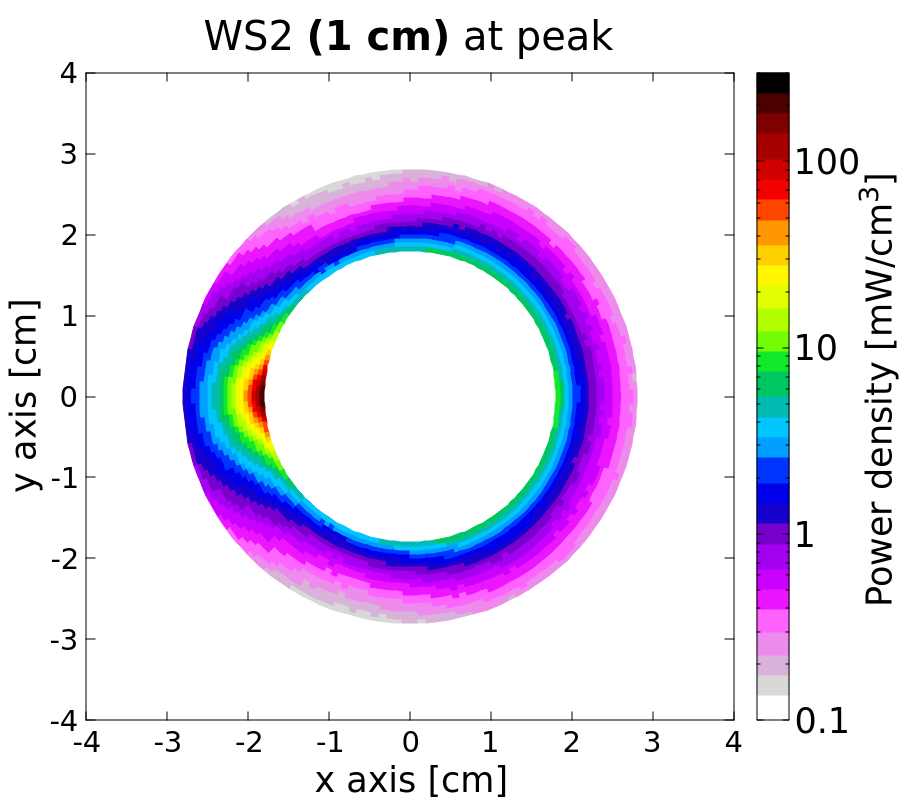 WS2 (1 cm) at peak
4
3
2
1
0
-1
-2
-3
-4
y axis [cm]
-4 -3 -2 -1 0 1 2 3 4
x axis [cm]
100
10
1
0.1
Power density [mW/cm³]